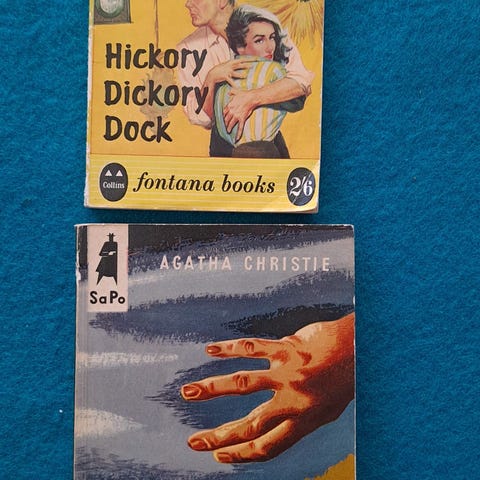 Hickory
Dickory
Dock
Collins
fontana books
2/6
AGATHA CHRISTIE
SaPo